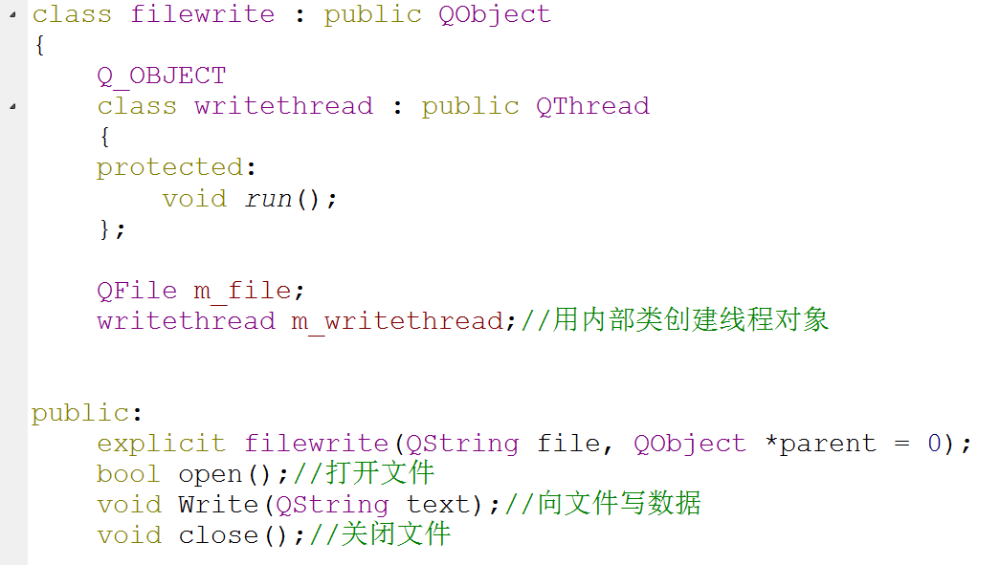 class filewrite : public QObject
{
    Q_OBJECT
    class writethread : public QThread
    {
    protected:
        void run();
    };
    QFile m_file;
    writethread m_writethread;//用内部类创建线程对象
public:
    explicit filewrite(QString file, QObject *parent = 0);
    bool open();//打开文件
    void Write(QString text);//向文件写数据
    void close();//关闭文件